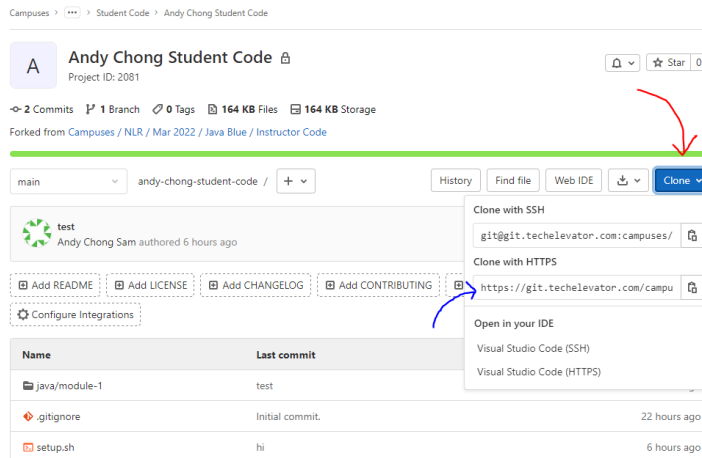 Campuses > ... > Student Code > Andy Chong Student Code
A
Andy Chong Student Code
Project ID: 2081
Star 0
2 Commits 1 Branch 0 Tags 164 KB Files 164 KB Storage
Forked from Campuses / NLR / Mar 2022 / Java Blue / Instructor Code
main andy-chong-student-code / + History Find file Web IDE Clone
test
Andy Chong Sam authored 6 hours ago
Clone with SSH
git@git.techelevator.com:campuses/
Clone with HTTPS
https://git.techelevator.com/campu
Open in your IDE
Visual Studio Code (SSH)
Visual Studio Code (HTTPS)
Add README Add LICENSE Add CHANGELOG Add CONTRIBUTING
Configure Integrations
Name Last commit
java/module-1 test
.gitignore Initial commit. 22 hours ago
setup.sh hi 6 hours ago